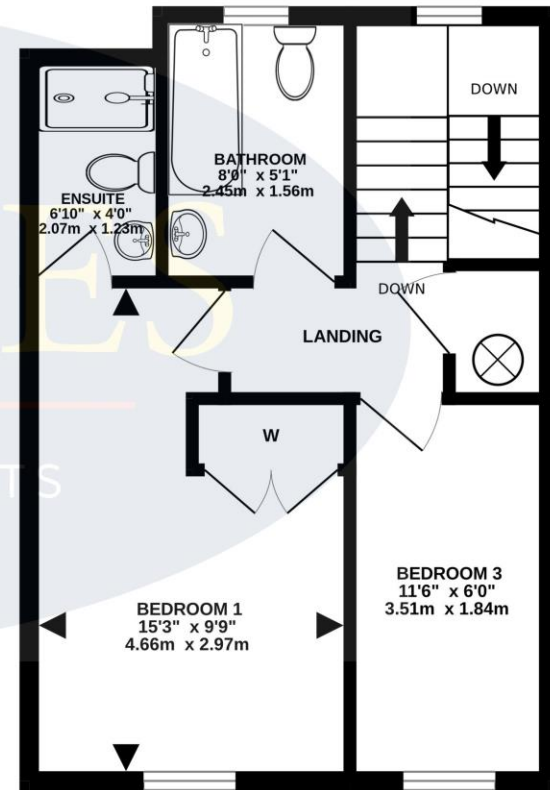 DOWN
BATHROOM
8'0" x 5'1"
2.45m x 1.56m
ENSUITE
6'10" x 4'0"
2.07m x 1.23m
DOWN
LANDING
ES
W
TS
BEDROOM 3
11'6" x 6'0"
3.51m x 1.84m
BEDROOM 1
15'3" x 9'9"
4.66m x 2.97m